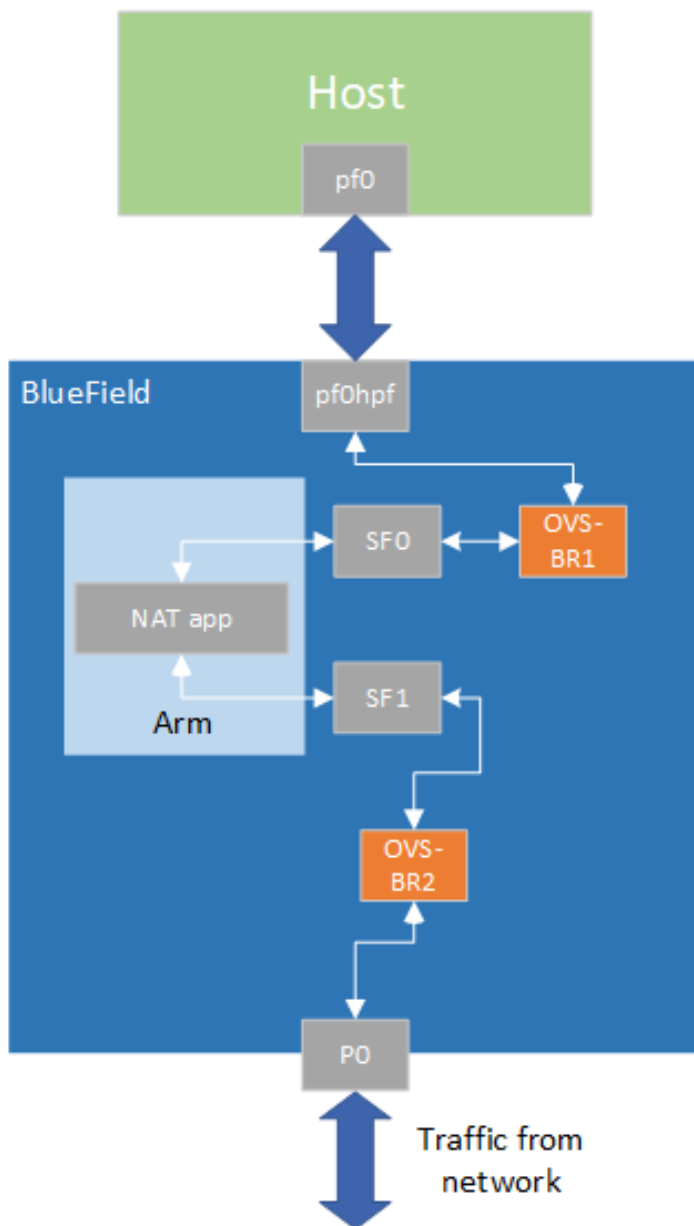 Host
pf0
BlueField
pf0hpf
SF0
OVS-
BR1
NAT app
SF1
Arm
OVS-
BR2
P0
Traffic from
network